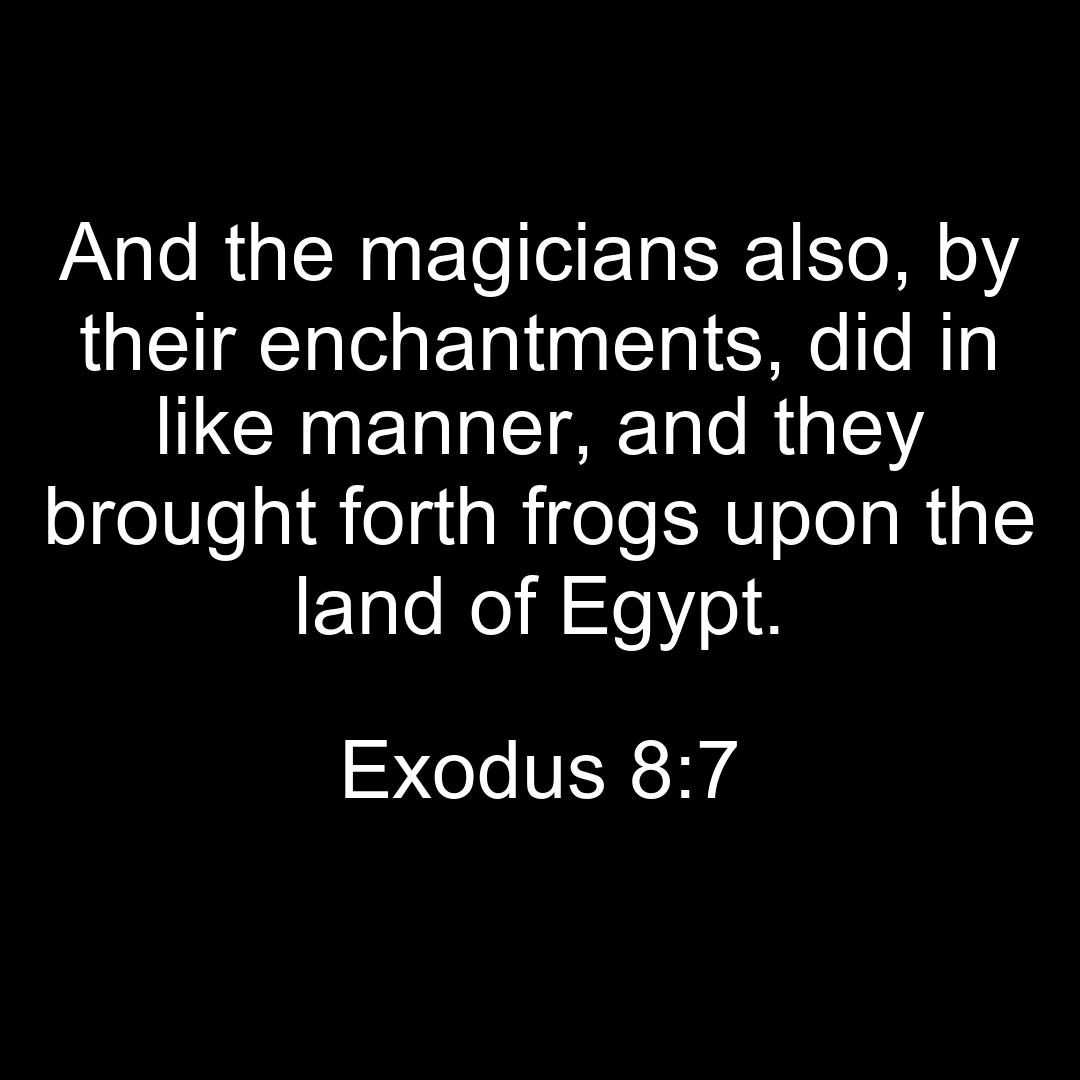 And the magicians also, by
their enchantments, did in
like manner, and they
brought forth frogs upon the
land of Egypt.
Exodus 8:7